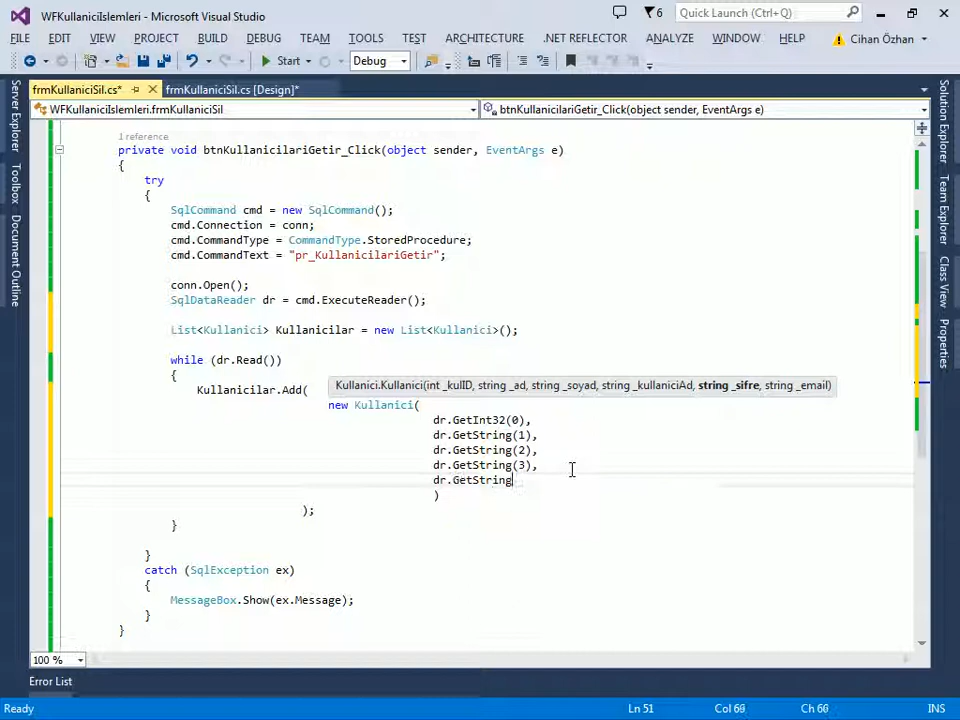 WFKullaniciIslemleri - Microsoft Visual Studio
6
Quick Launch (Ctrl+Q)
FILE EDIT VIEW PROJECT BUILD DEBUG TEAM TOOLS TEST ARCHITECTURE .NET REFLECTOR ANALYZE WINDOW HELP Cihan Özhan
Start Debug
frmKullaniciSil.cs* frmKullaniciSil.cs [Design]*
WFKullaniciIslemleri.frmKullaniciSil btnKullanicilariGetir_Click(object sender, EventArgs e)
Server Explorer
Toolbox
Document Outline
Solution Explorer
Team Explorer
Class View
Properties
1 reference
private void btnKullanicilariGetir_Click(object sender, EventArgs e)
{
try
{
SqlCommand cmd = new SqlCommand();
cmd.Connection = conn;
cmd.CommandType = CommandType.StoredProcedure;
cmd.CommandText = "pr_KullanicilariGetir";
conn.Open();
SqlDataReader dr = cmd.ExecuteReader();
List<Kullanici> Kullanicilar = new List<Kullanici>();
while (dr.Read())
{
Kullanicilar.Add(
Kullanici.Kullanici(int _kulID, string _ad, string _soyad, string _kullaniciAd, string _sifre, string _email)
new Kullanici(
dr.GetInt32(0),
dr.GetString(1),
dr.GetString(2),
dr.GetString(3),
dr.GetString
)
);
}
}
catch (SqlException ex)
{
MessageBox.Show(ex.Message);
}
}
100 %
Error List
Ready Ln 51 Col 69 Ch 66 INS